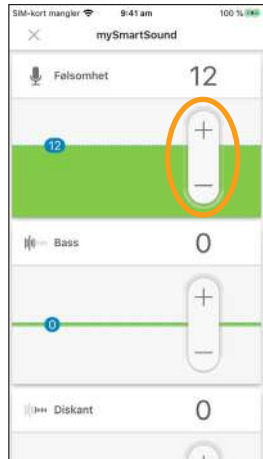 SIM-kort mangler 9:41 am 100 %
mySmartSound
Følsomhet 12
+
12
−
Bass 0
+
0
−
Diskant 0
+